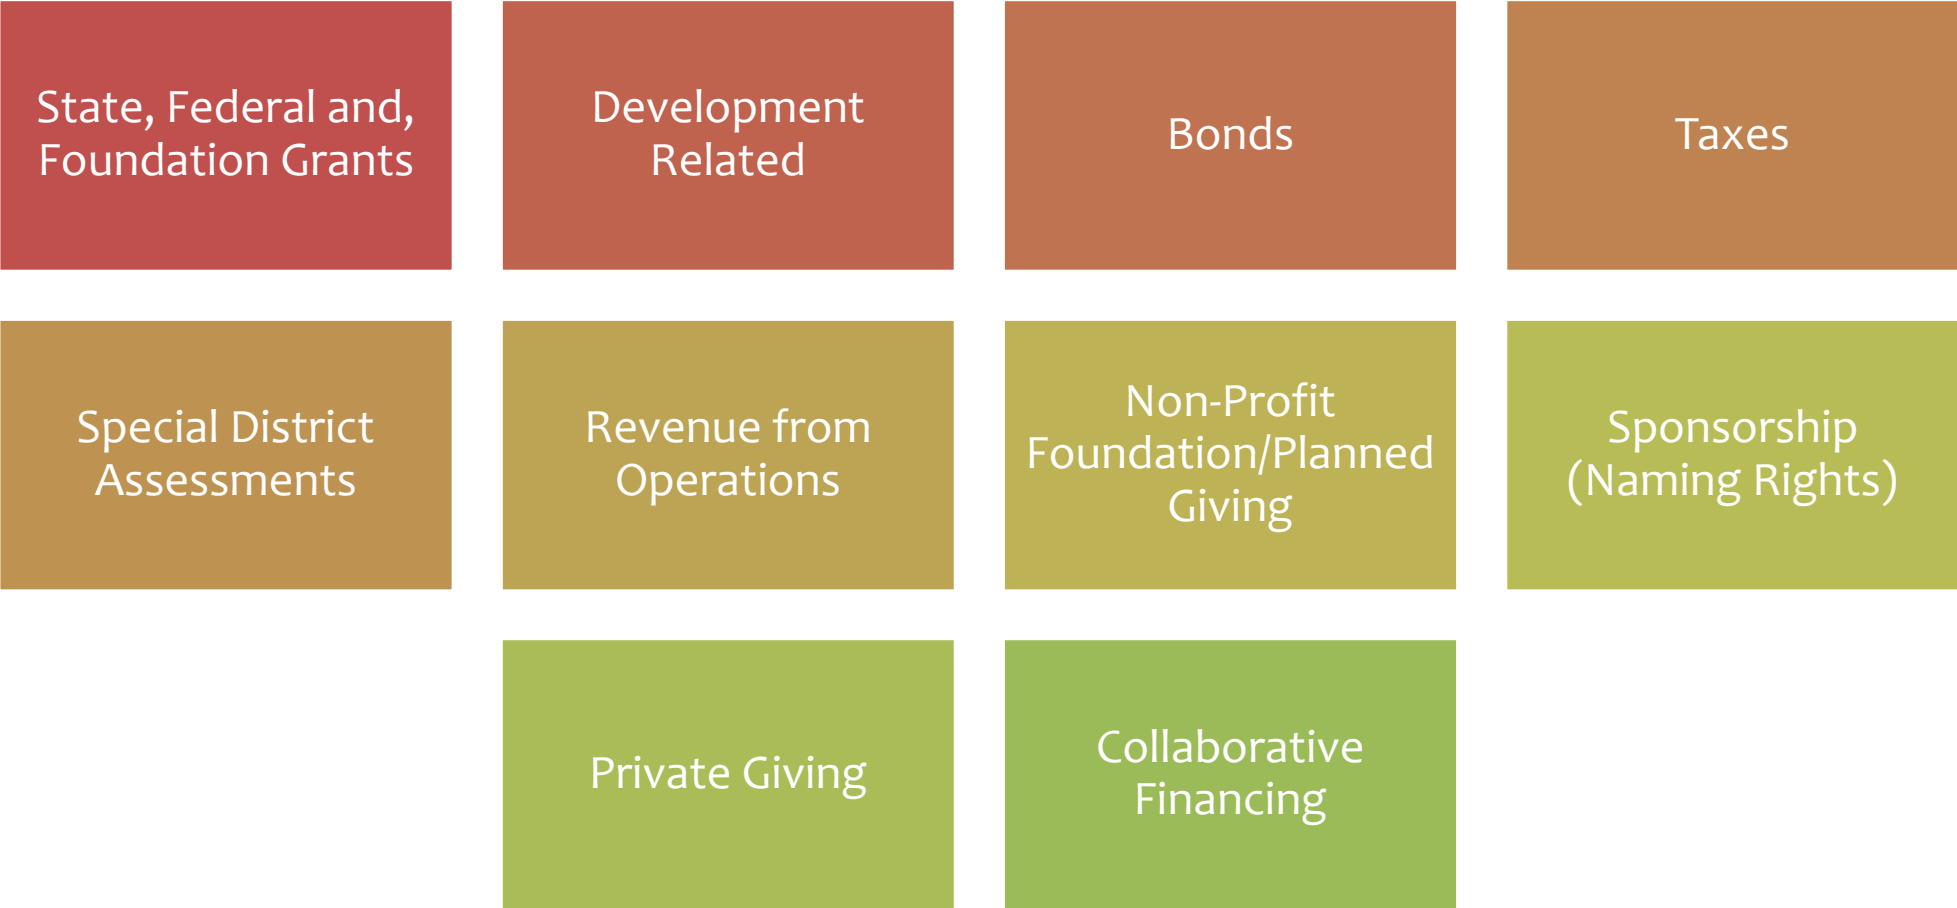 State, Federal and,
Foundation Grants
Development
Related
Bonds
Taxes
Special District
Assessments
Revenue from
Operations
Non-Profit
Foundation/Planned
Giving
Sponsorship
(Naming Rights)
Private Giving
Collaborative
Financing